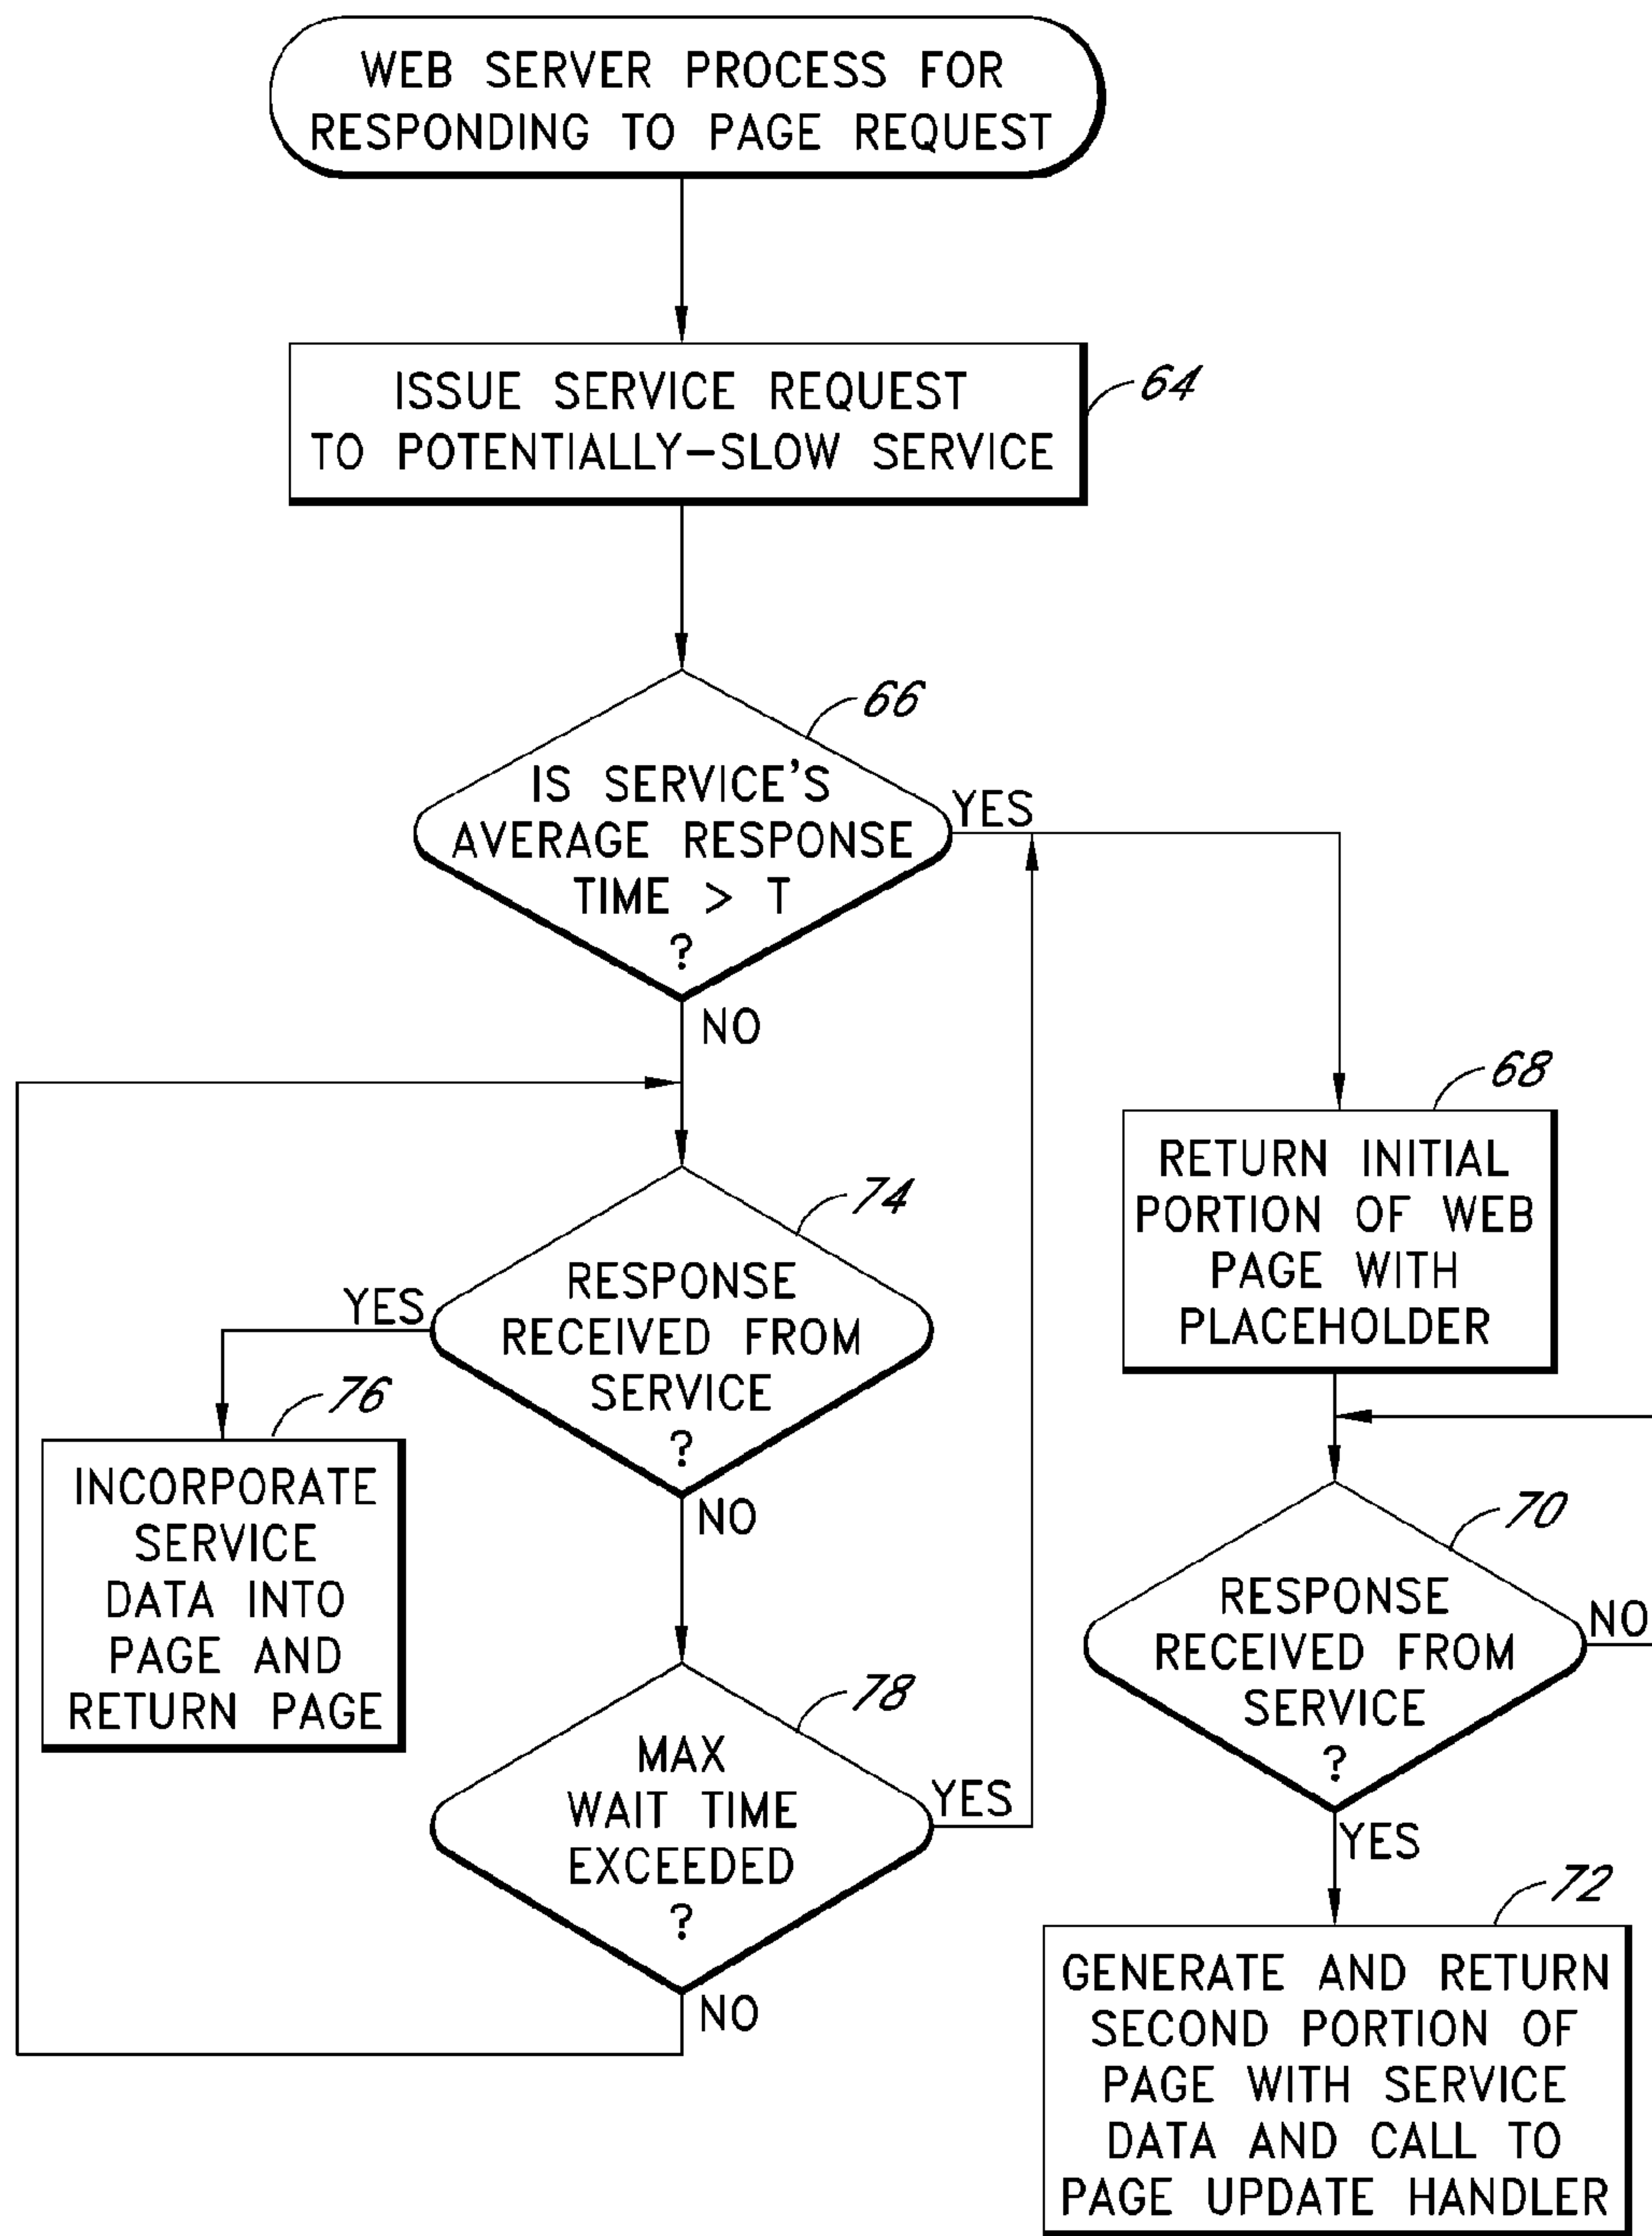 WEB SERVER PROCESS FOR
RESPONDING TO PAGE REQUEST
ISSUE SERVICE REQUEST
TO POTENTIALLY-SLOW SERVICE
64
66
IS SERVICE'S
AVERAGE RESPONSE
TIME > T
?
YES
NO
68
RETURN INITIAL
PORTION OF WEB
PAGE WITH
PLACEHOLDER
74
RESPONSE
RECEIVED FROM
SERVICE
?
YES
NO
76
INCORPORATE
SERVICE
DATA INTO
PAGE AND
RETURN PAGE
70
RESPONSE
RECEIVED FROM
SERVICE
?
NO
YES
78
MAX
WAIT TIME
EXCEEDED
?
YES
NO
72
GENERATE AND RETURN
SECOND PORTION OF
PAGE WITH SERVICE
DATA AND CALL TO
PAGE UPDATE HANDLER